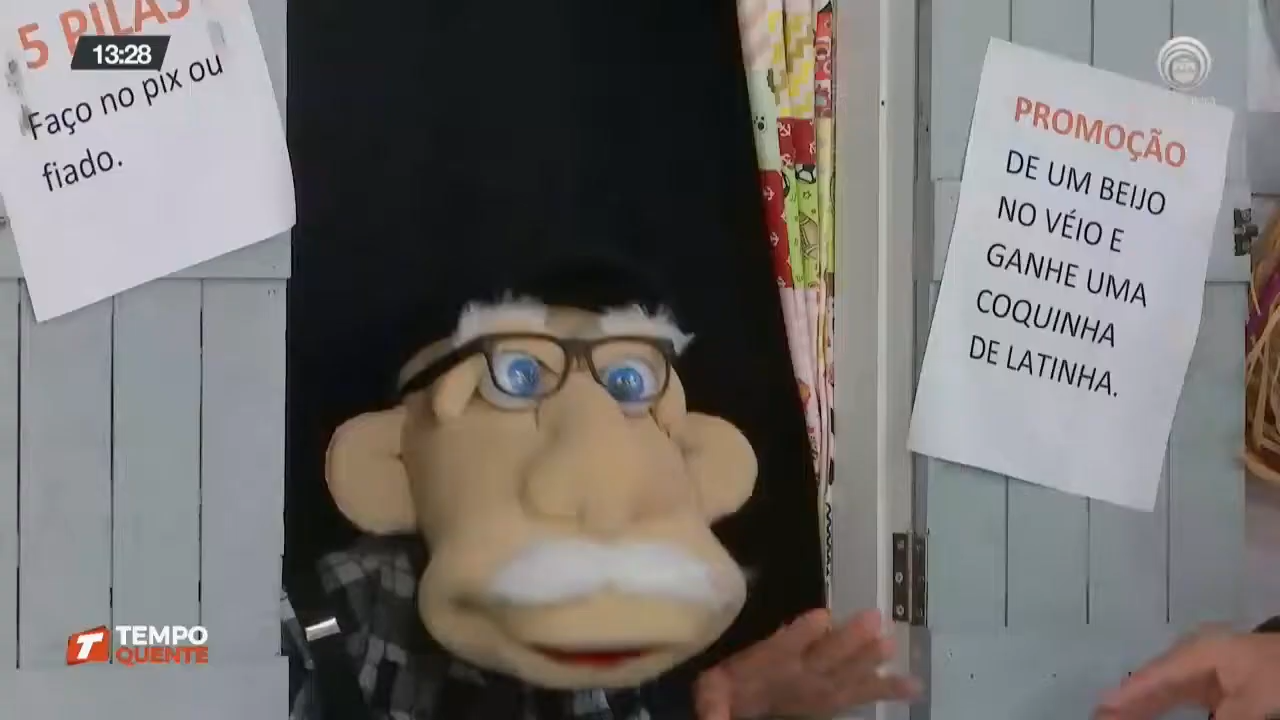 5 PILAS
13:28
Faço no pix ou
fiado.
PROMOÇÃO
DE UM BEIJO
NO VÉIO E
GANHE UMA
COQUINHA
DE LATINHA.
T TEMPO
QUENTE